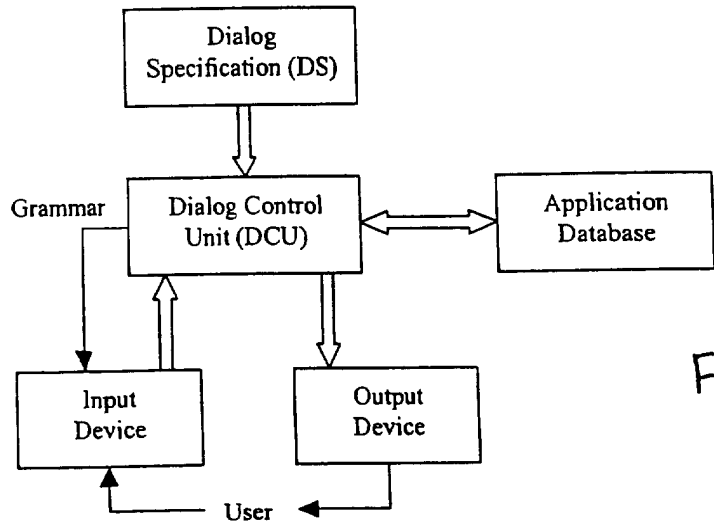 Dialog
Specification (DS)
Grammar
Dialog Control
Unit (DCU)
Application
Database
Input
Device
Output
Device
User
F